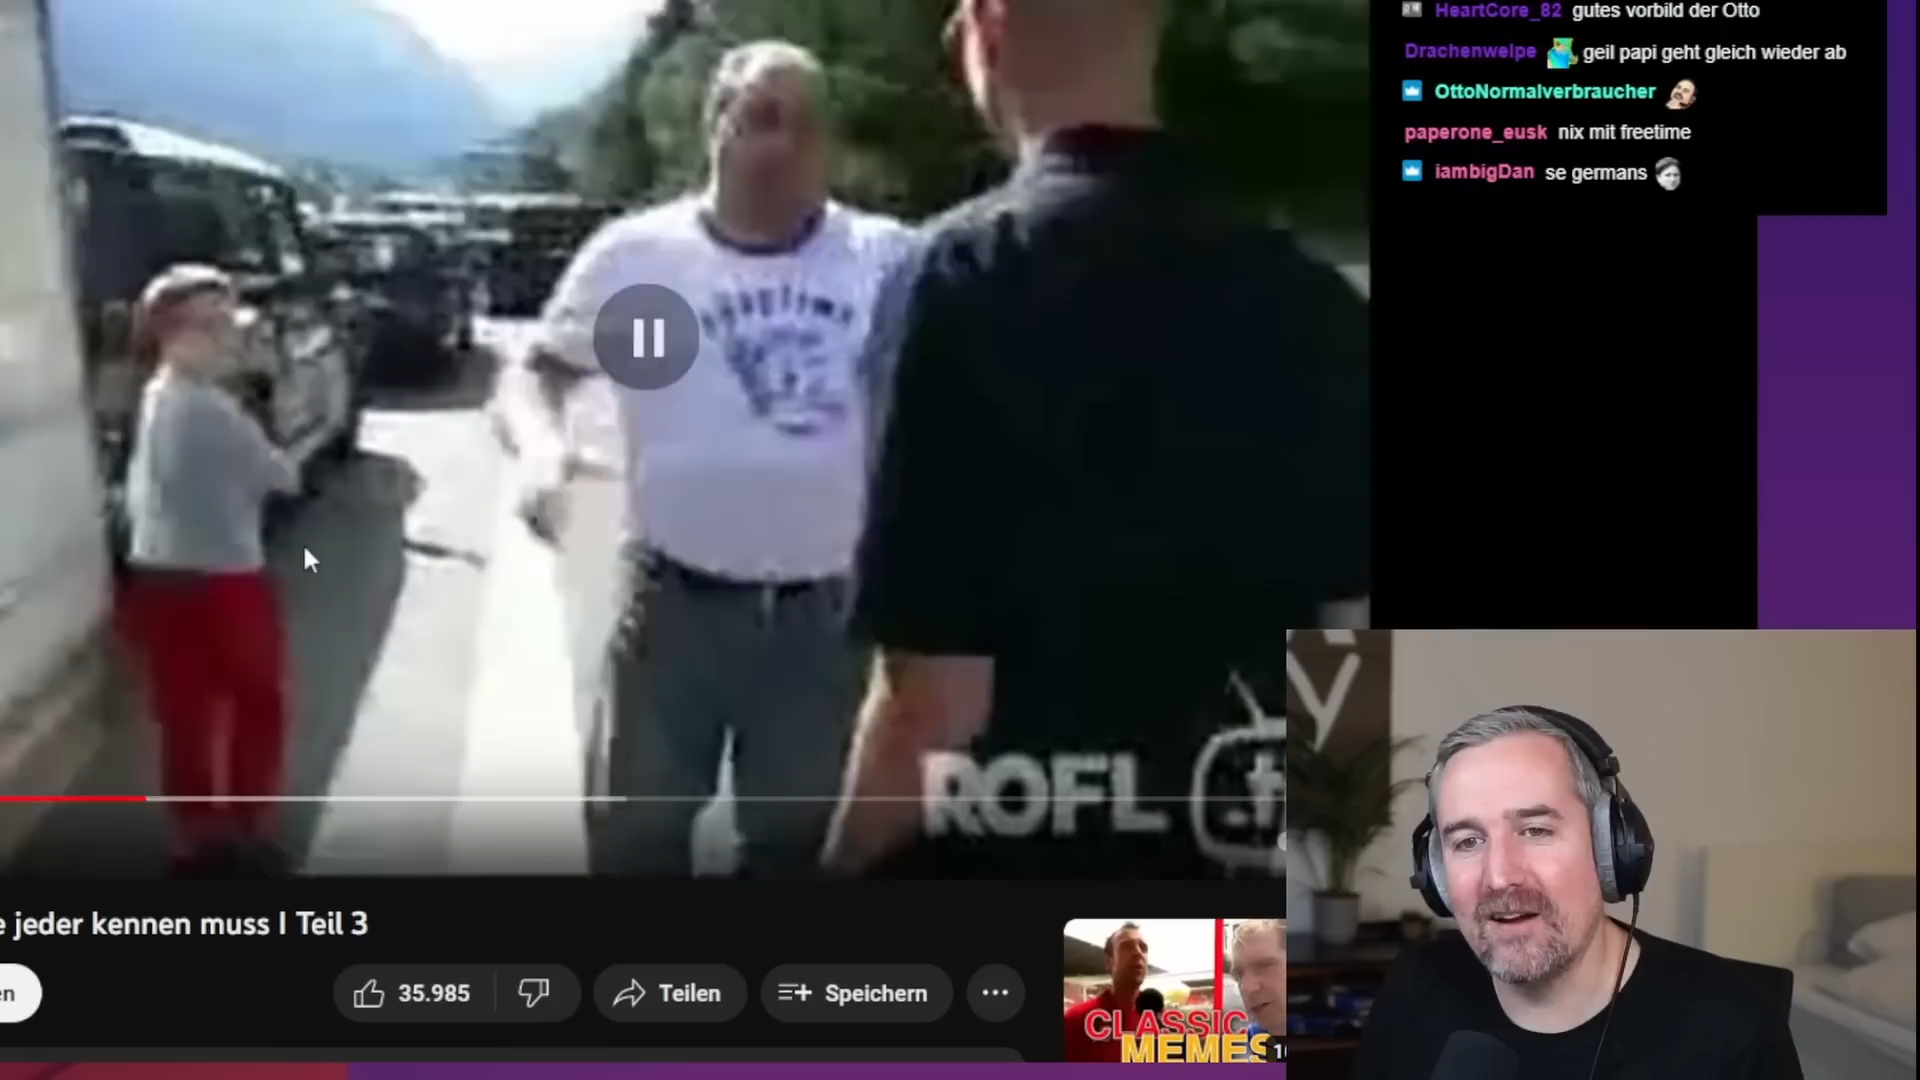 HeartCore_82 gutes vorbild der Otto
Drachenwelpe geil papi geht gleich wieder ab
OttoNormalverbraucher
paperone_eusk nix mit freetime
iambigDan se germans
ROFL
e jeder kennen muss I Teil 3
en
35.985
Teilen
Speichern
CLASSIC
MEMES